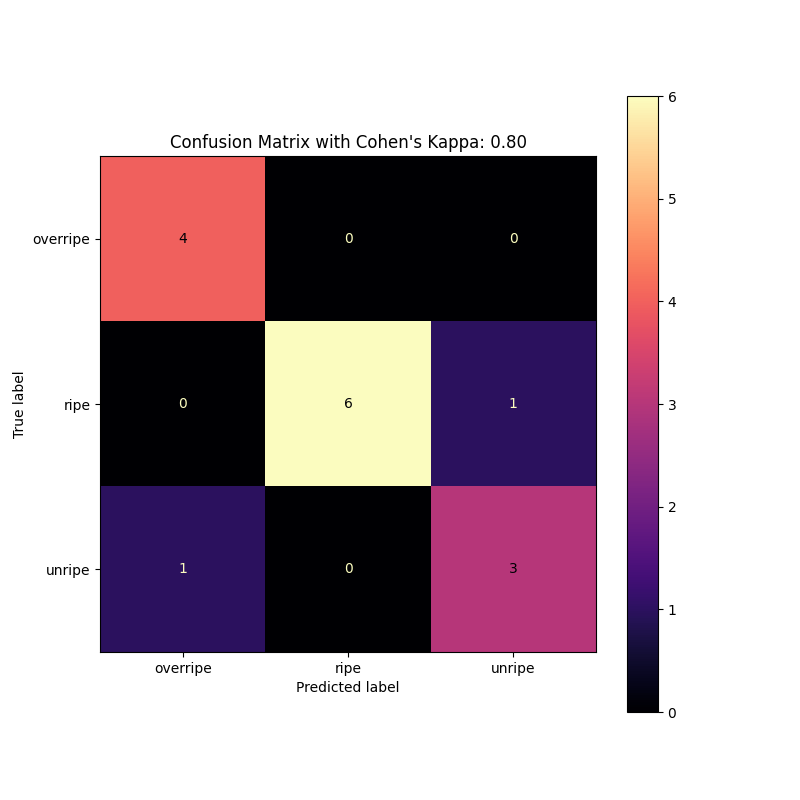 Confusion Matrix with Cohen's Kappa: 0.80
True label
overripe
4 0 0
ripe
0 6 1
unripe
1 0 3
overripe ripe unripe
Predicted label
6
5
4
3
2
1
0